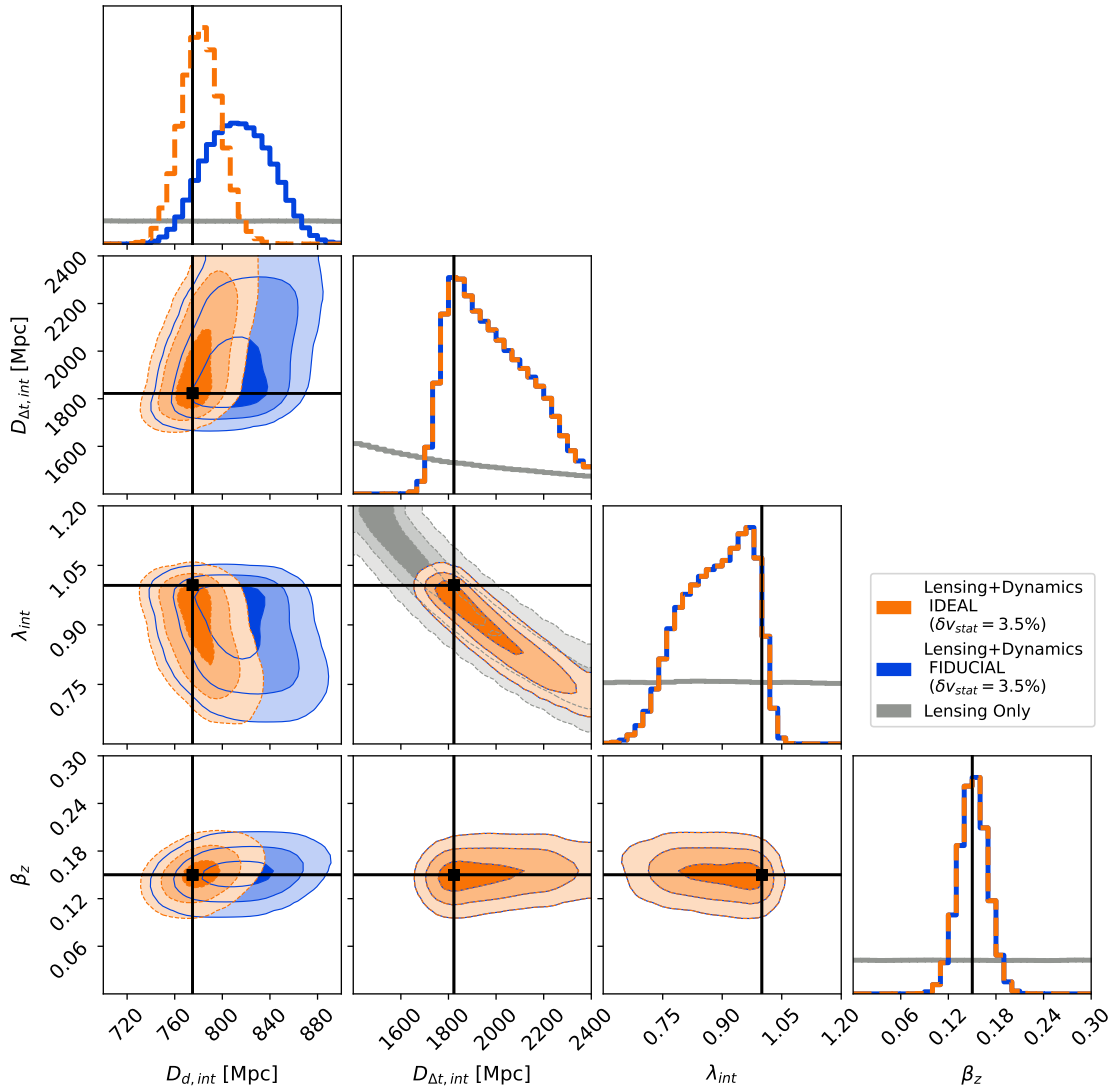 2400
2200
2000
1800
1600
D_{Δt, int} [Mpc]
1.20
1.05
0.90
0.75
λ_{int}
Lensing+Dynamics
IDEAL
(δv_{stat} = 3.5%)
Lensing+Dynamics
FIDUCIAL
(δv_{stat} = 3.5%)
Lensing Only
0.30
0.24
0.18
0.12
0.06
β_z
720 760 800 840 880
1600 1800 2000 2200 2400
0.75 0.90 1.05 1.20
0.06 0.12 0.18 0.24 0.30
D_{d, int} [Mpc] D_{Δt, int} [Mpc] λ_{int} β_z